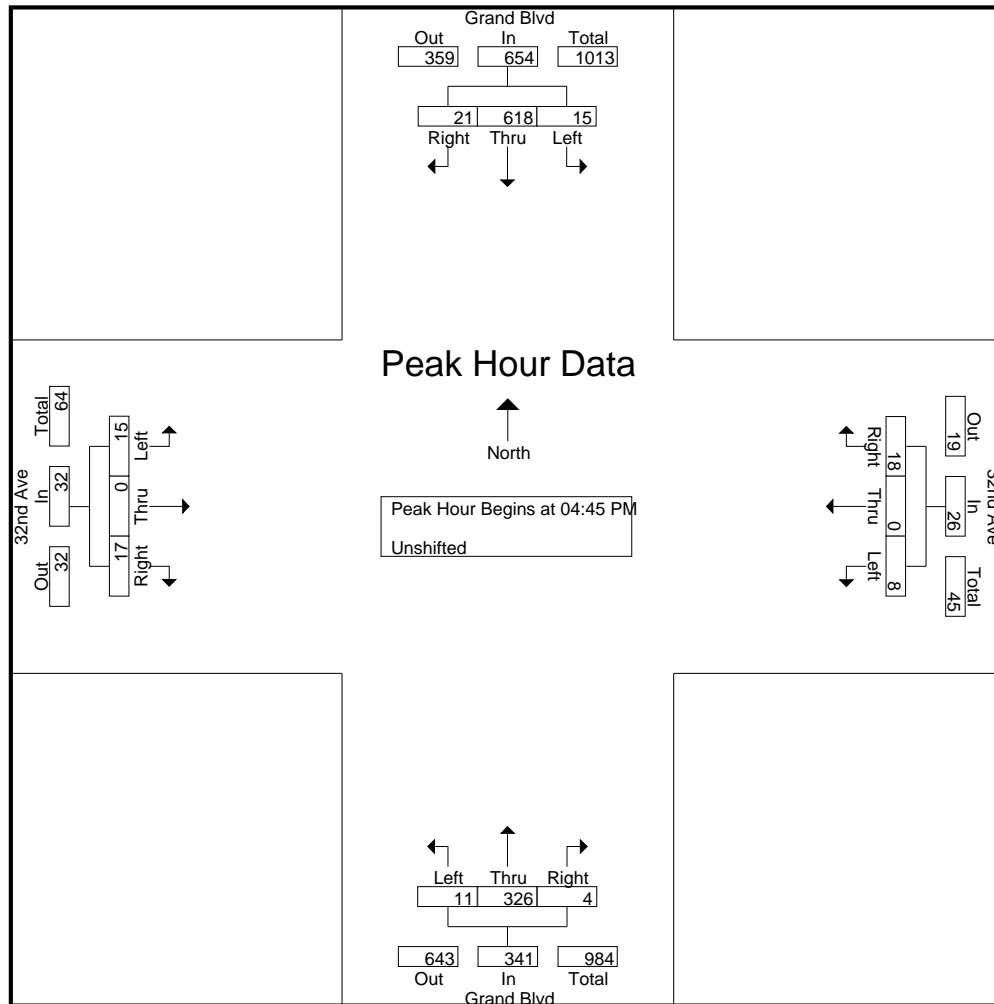 Grand Blvd
Out In Total
359 654 1013
21 618 15
Right Thru Left
Peak Hour Data
North
Peak Hour Begins at 04:45 PM
Unshifted
32nd Ave
Total In Out
64 32 32
15 0 17
Left Thru Right
Right Thru Left
18 0 8
Out In Total
19 26 45
32nd Ave
Left Thru Right
11 326 4
643 341 984
Out In Total
Grand Blvd